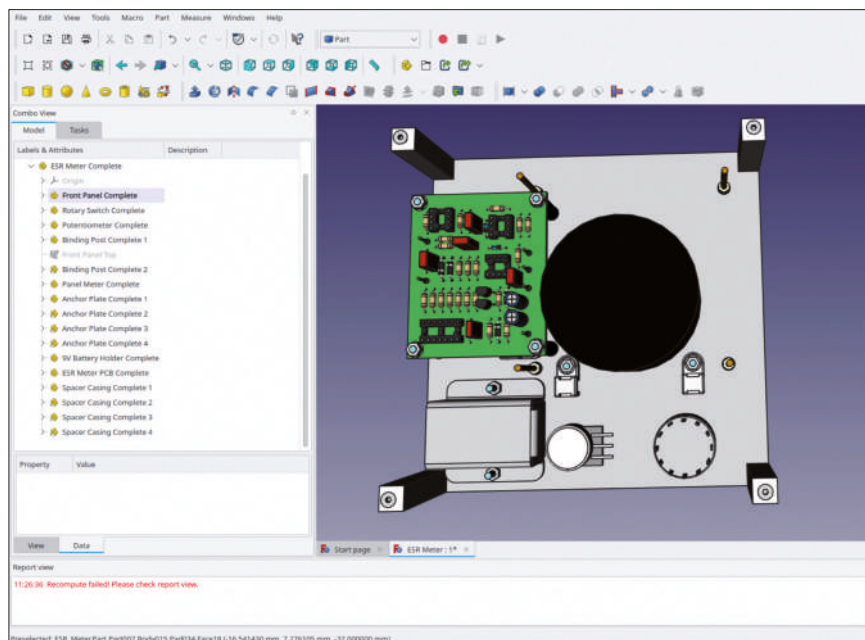 File Edit View Tools Macro Part Measure Windows Help
Part
Combo View
Model Tasks
Labels & Attributes Description
ESR Meter Complete
Origin
Front Panel Complete
Rotary Switch Complete
Potentiometer Complete
Binding Post Complete 1
Front Panel Top
Binding Post Complete 2
Panel Meter Complete
Anchor Plate Complete 1
Anchor Plate Complete 2
Anchor Plate Complete 3
Anchor Plate Complete 4
9V Battery Holder Complete
ESR Meter PCB Complete
Spacer Casing Complete 1
Spacer Casing Complete 2
Spacer Casing Complete 3
Spacer Casing Complete 4
Property Value
View Data
Start page ESR Meter : 1*
Report view
11:26:36 Recompute failed! Please check report view.